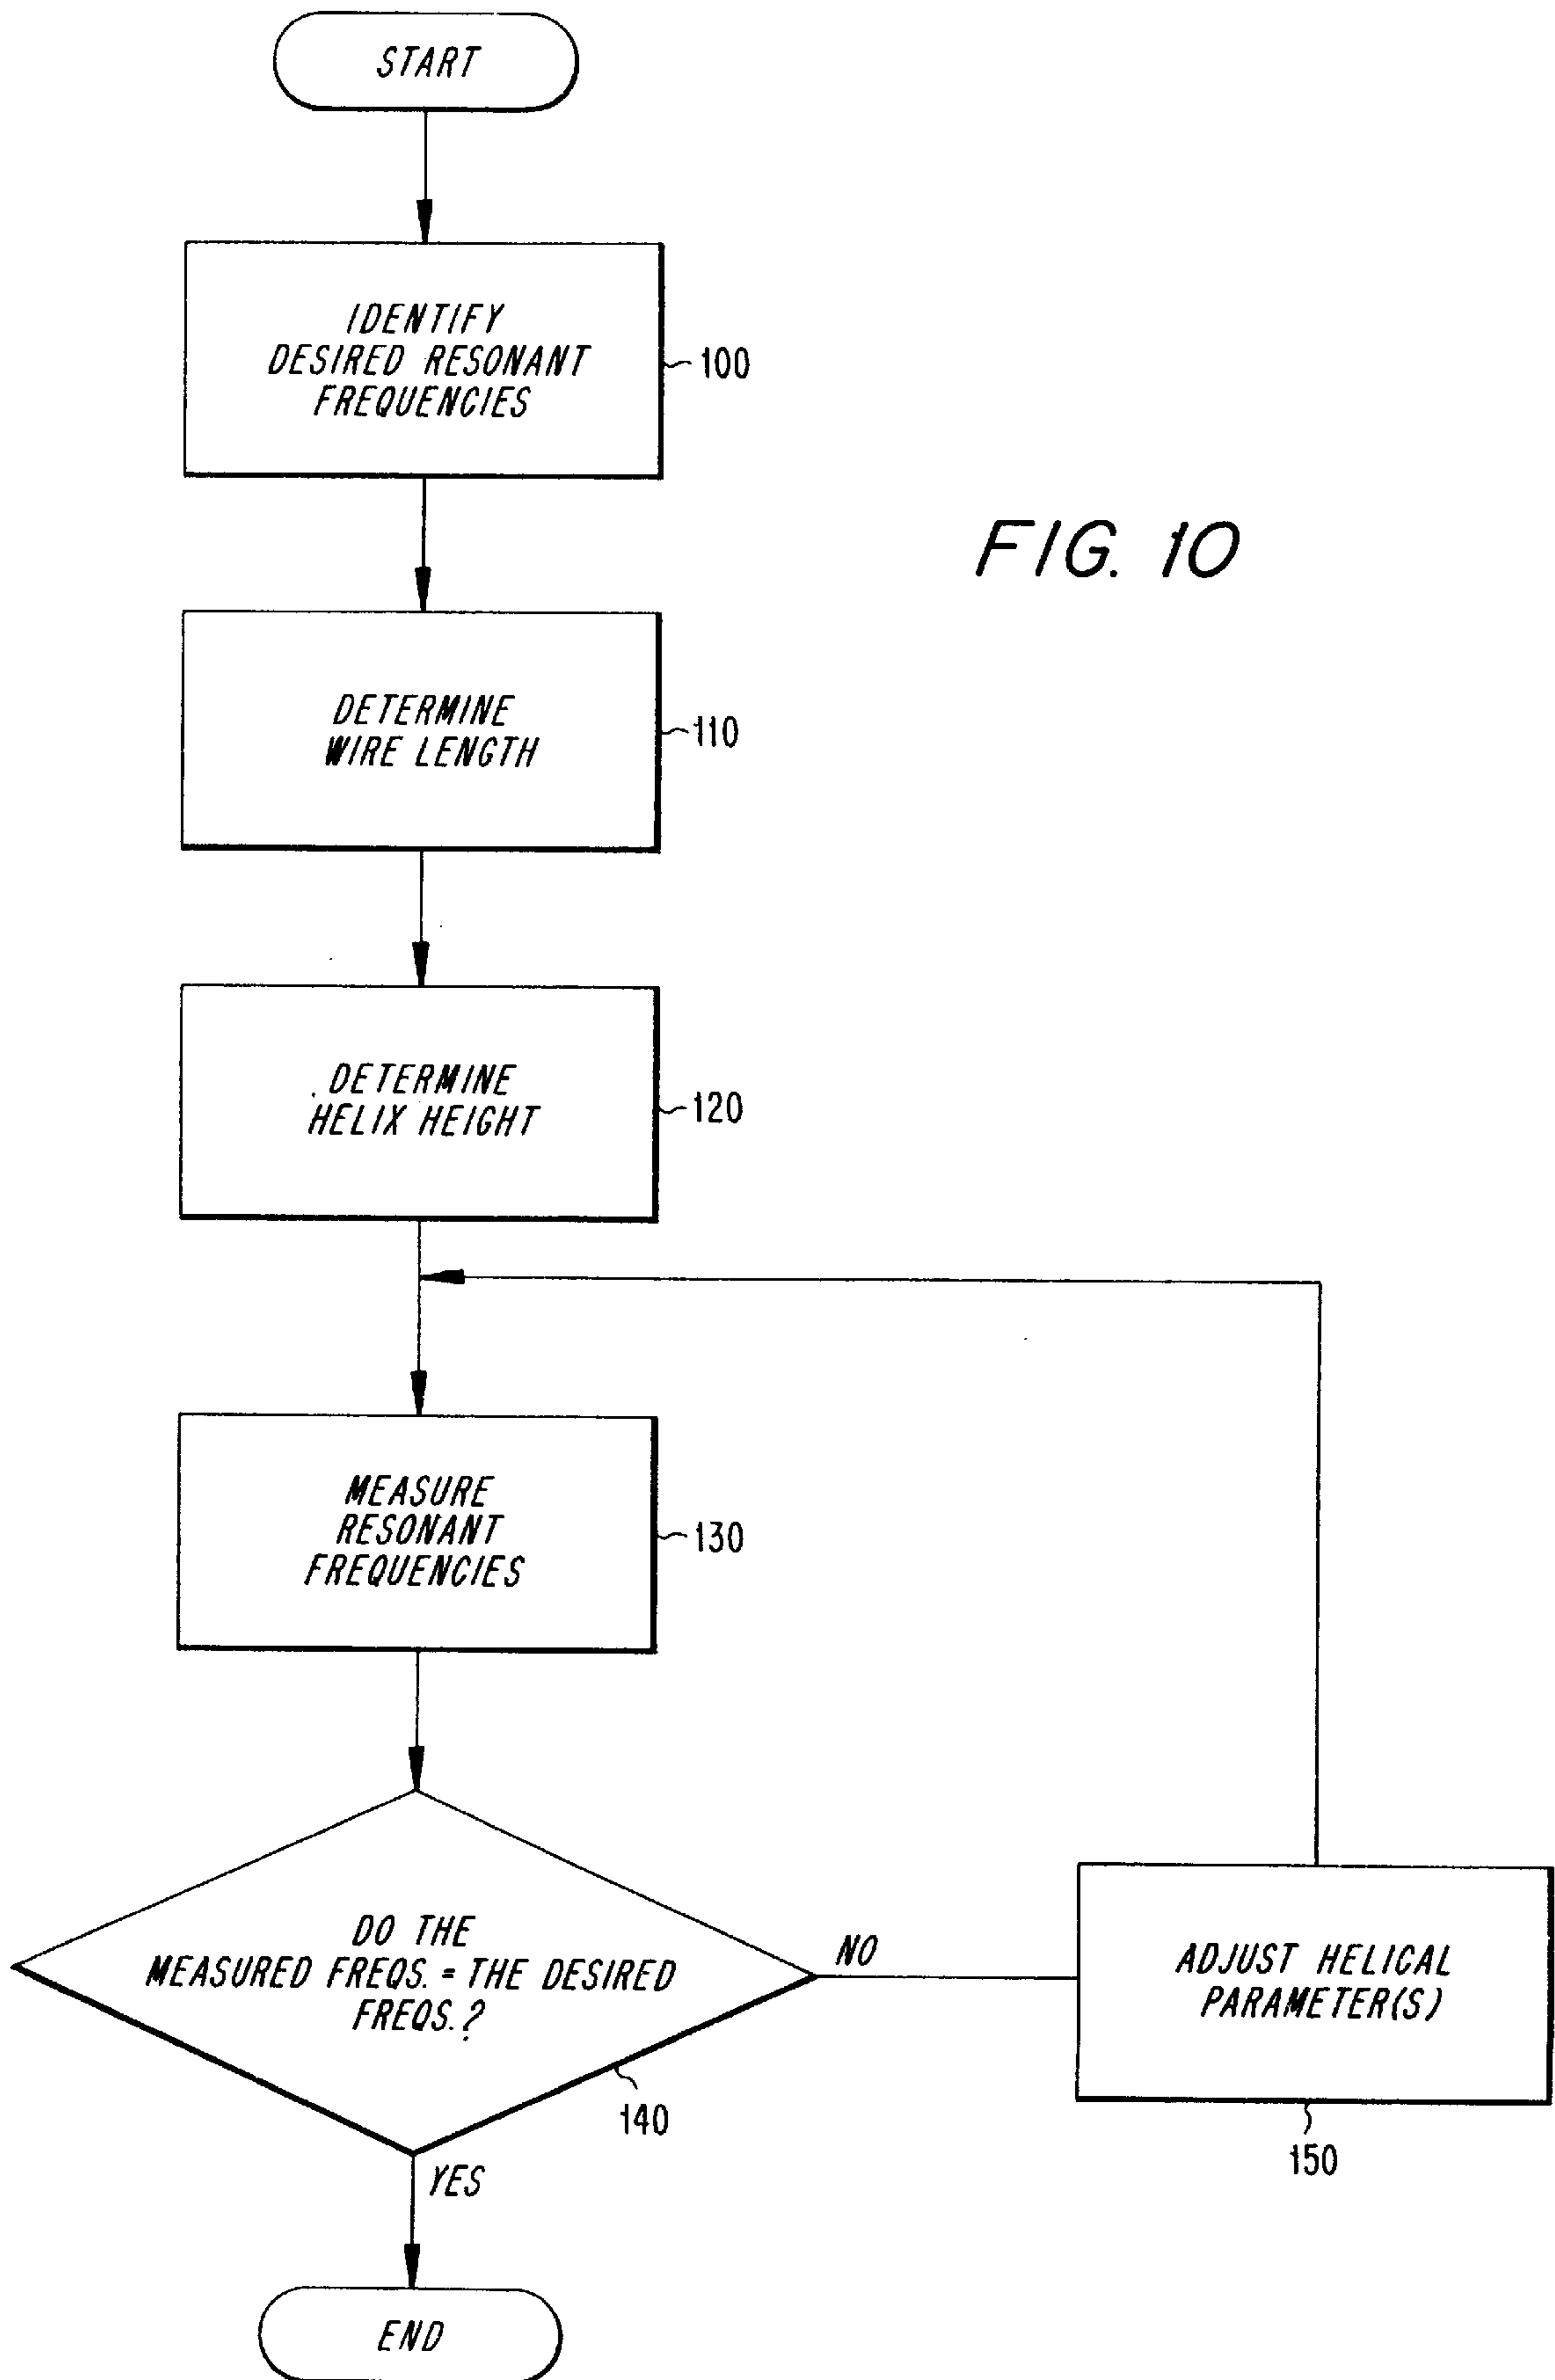 START
IDENTIFY
DESIRED RESONANT
FREQUENCIES
100
FIG. 10
DETERMINE
WIRE LENGTH
110
DETERMINE
HELIX HEIGHT
120
MEASURE
RESONANT
FREQUENCIES
130
DO THE
MEASURED FREQS. = THE DESIRED
FREQS.?
140
NO
ADJUST HELICAL
PARAMETER(S)
150
YES
END